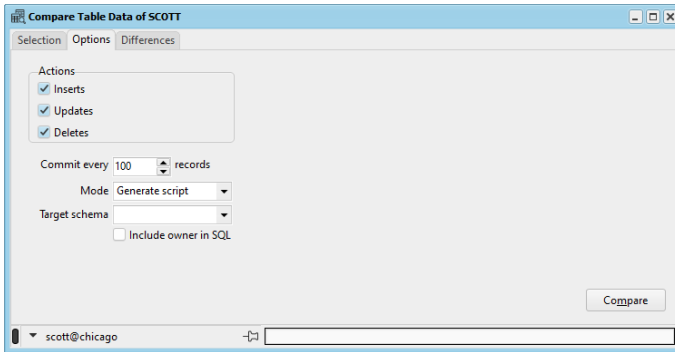 Compare Table Data of SCOTT
Selection Options Differences
Actions
Inserts
Updates
Deletes
Commit every 100 records
Mode Generate script
Target schema
Include owner in SQL
Compare
scott@chicago